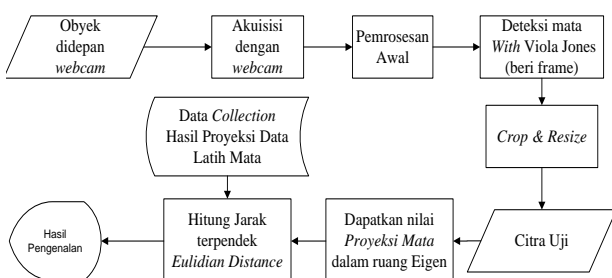 Obyek
didepan
webcam
Akuisisi
dengan
webcam
Pemrosesan
Awal
Deteksi mata
With Viola Jones
(beri frame)
Data Collection
Hasil Proyeksi Data
Latih Mata
Crop & Resize
Hasil
Pengenalan
Hitung Jarak
terpendek
Eulidian Distance
Dapatkan nilai
Proyeksi Mata
dalam ruang Eigen
Citra Uji